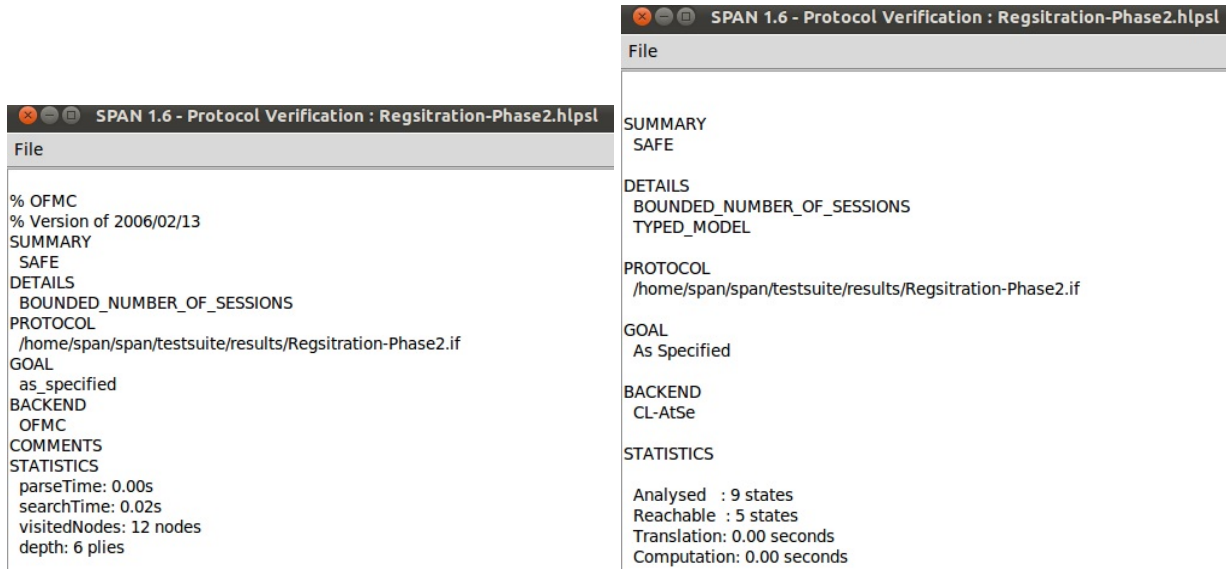 SPAN 1.6 - Protocol Verification : Regsitration-Phase2.hlpsl
File
% OFMC
% Version of 2006/02/13
SUMMARY
SAFE
DETAILS
BOUNDED_NUMBER_OF_SESSIONS
PROTOCOL
/home/span/span/testsuite/results/Regsitration-Phase2.if
GOAL
as_specified
BACKEND
OFMC
COMMENTS
STATISTICS
parseTime: 0.00s
searchTime: 0.02s
visitedNodes: 12 nodes
depth: 6 plies
SPAN 1.6 - Protocol Verification : Regsitration-Phase2.hlpsl
File
SUMMARY
SAFE
DETAILS
BOUNDED_NUMBER_OF_SESSIONS
TYPED_MODEL
PROTOCOL
/home/span/span/testsuite/results/Regsitration-Phase2.if
GOAL
As Specified
BACKEND
CL-AtSe
STATISTICS
Analysed : 9 states
Reachable : 5 states
Translation: 0.00 seconds
Computation: 0.00 seconds